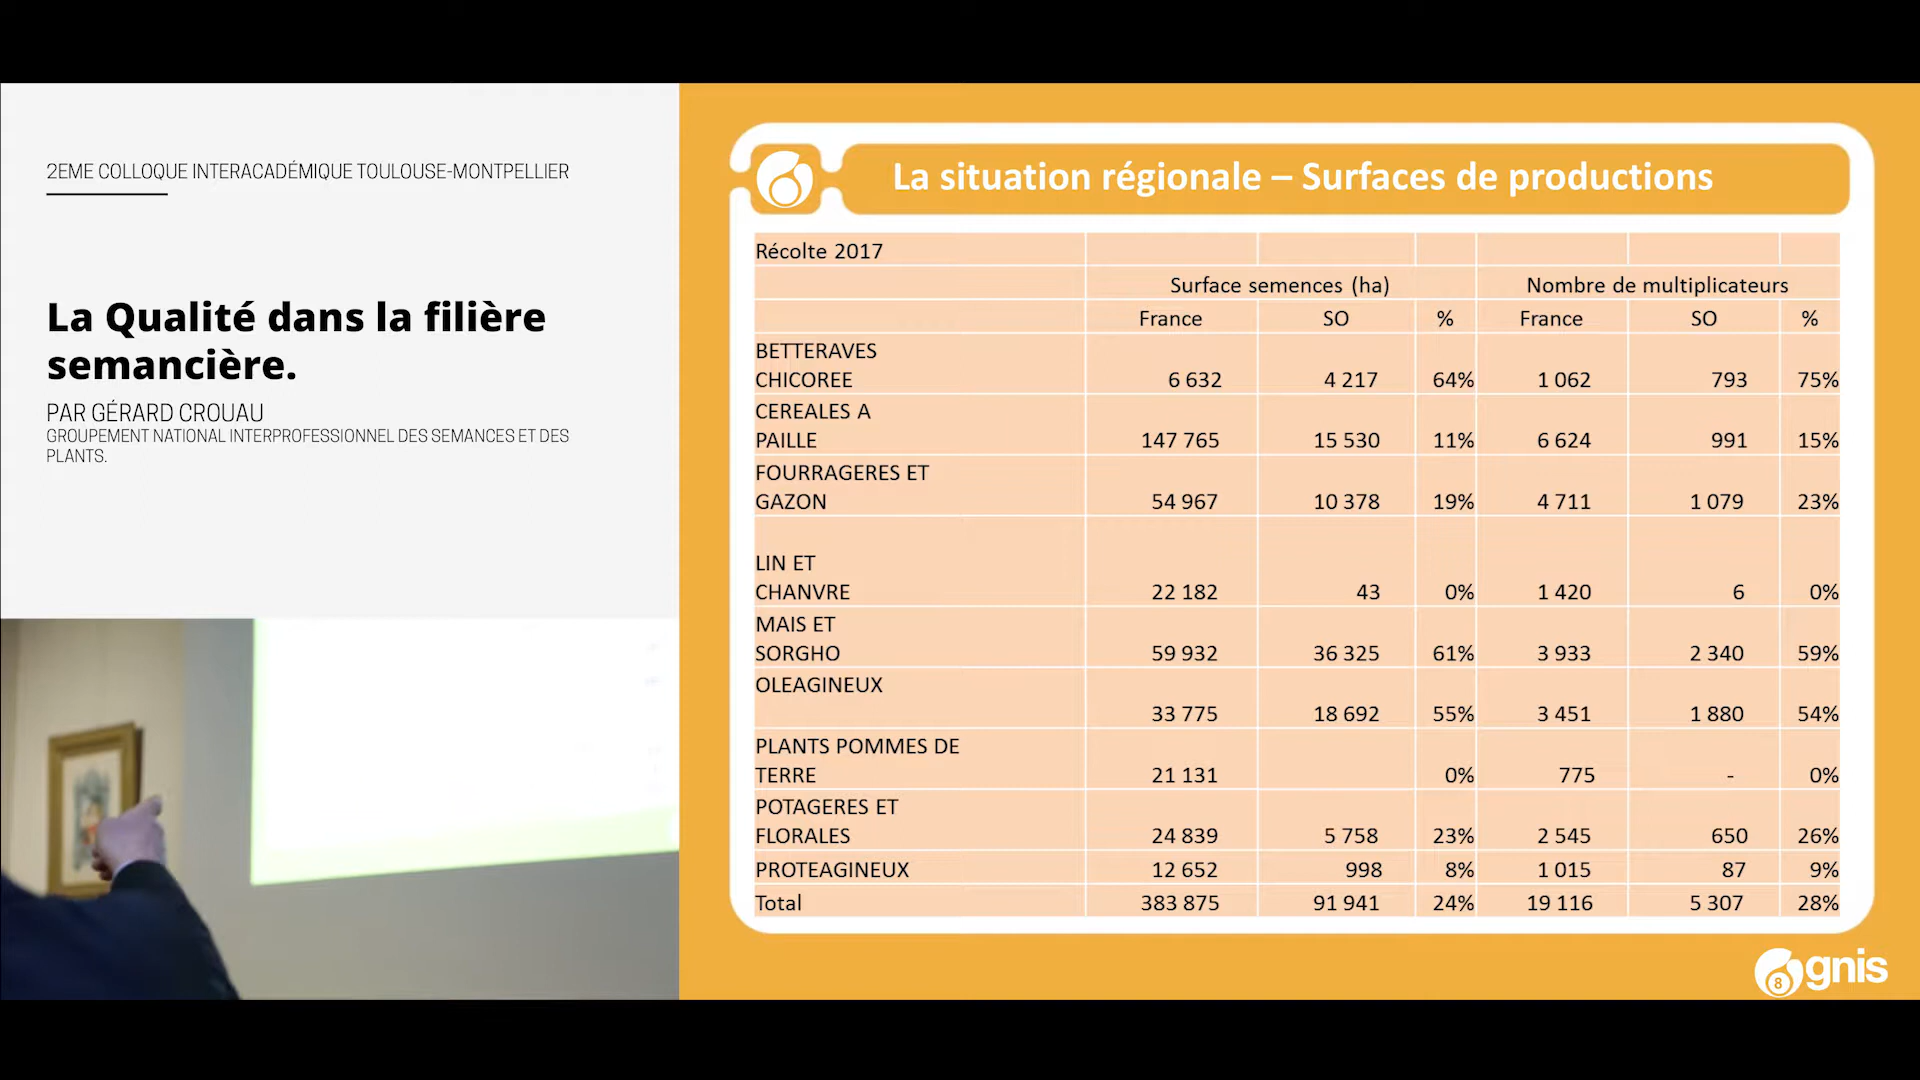 2EME COLLOQUE INTERACADÉMIQUE TOULOUSE-MONTPELLIER
La Qualité dans la filière
semancière.
PAR GÉRARD CROUAU
GROUPEMENT NATIONAL INTERPROFESSIONNEL DES SEMANCES ET DES
PLANTS.
La situation régionale – Surfaces de productions
Récolte 2017
Surface semences (ha) Nombre de multiplicateurs
France SO % France SO %
BETTERAVES
CHICOREE 6 632 4 217 64% 1 062 793 75%
CEREALES A
PAILLE 147 765 15 530 11% 6 624 991 15%
FOURRAGERES ET
GAZON 54 967 10 378 19% 4 711 1 079 23%
LIN ET
CHANVRE 22 182 43 0% 1 420 6 0%
MAIS ET
SORGHO 59 932 36 325 61% 3 933 2 340 59%
OLEAGINEUX
33 775 18 692 55% 3 451 1 880 54%
PLANTS POMMES DE
TERRE 21 131 0% 775 - 0%
POTAGERES ET
FLORALES 24 839 5 758 23% 2 545 650 26%
PROTEAGINEUX 12 652 998 8% 1 015 87 9%
Total 383 875 91 941 24% 19 116 5 307 28%
8 gnis